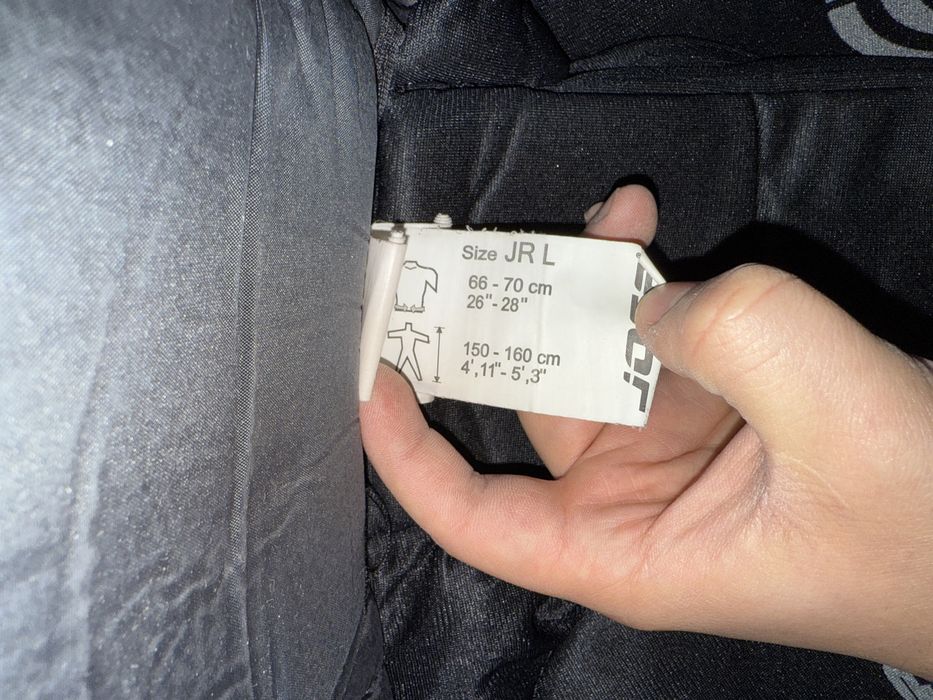 Size JR L
66 - 70 cm
26"- 28"
150 - 160 cm
4',11"- 5',3"